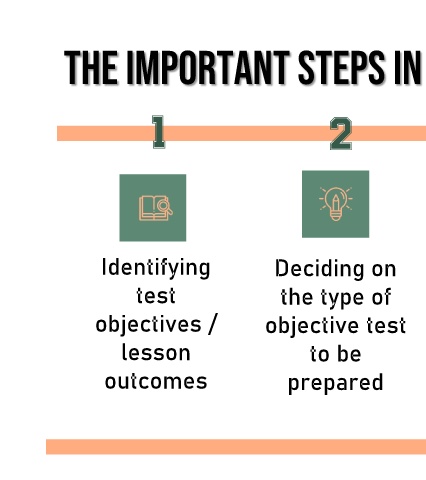 THE IMPORTANT STEPS IN
1
2
Identifying
test
objectives /
lesson
outcomes
Deciding on
the type of
objective test
to be
prepared